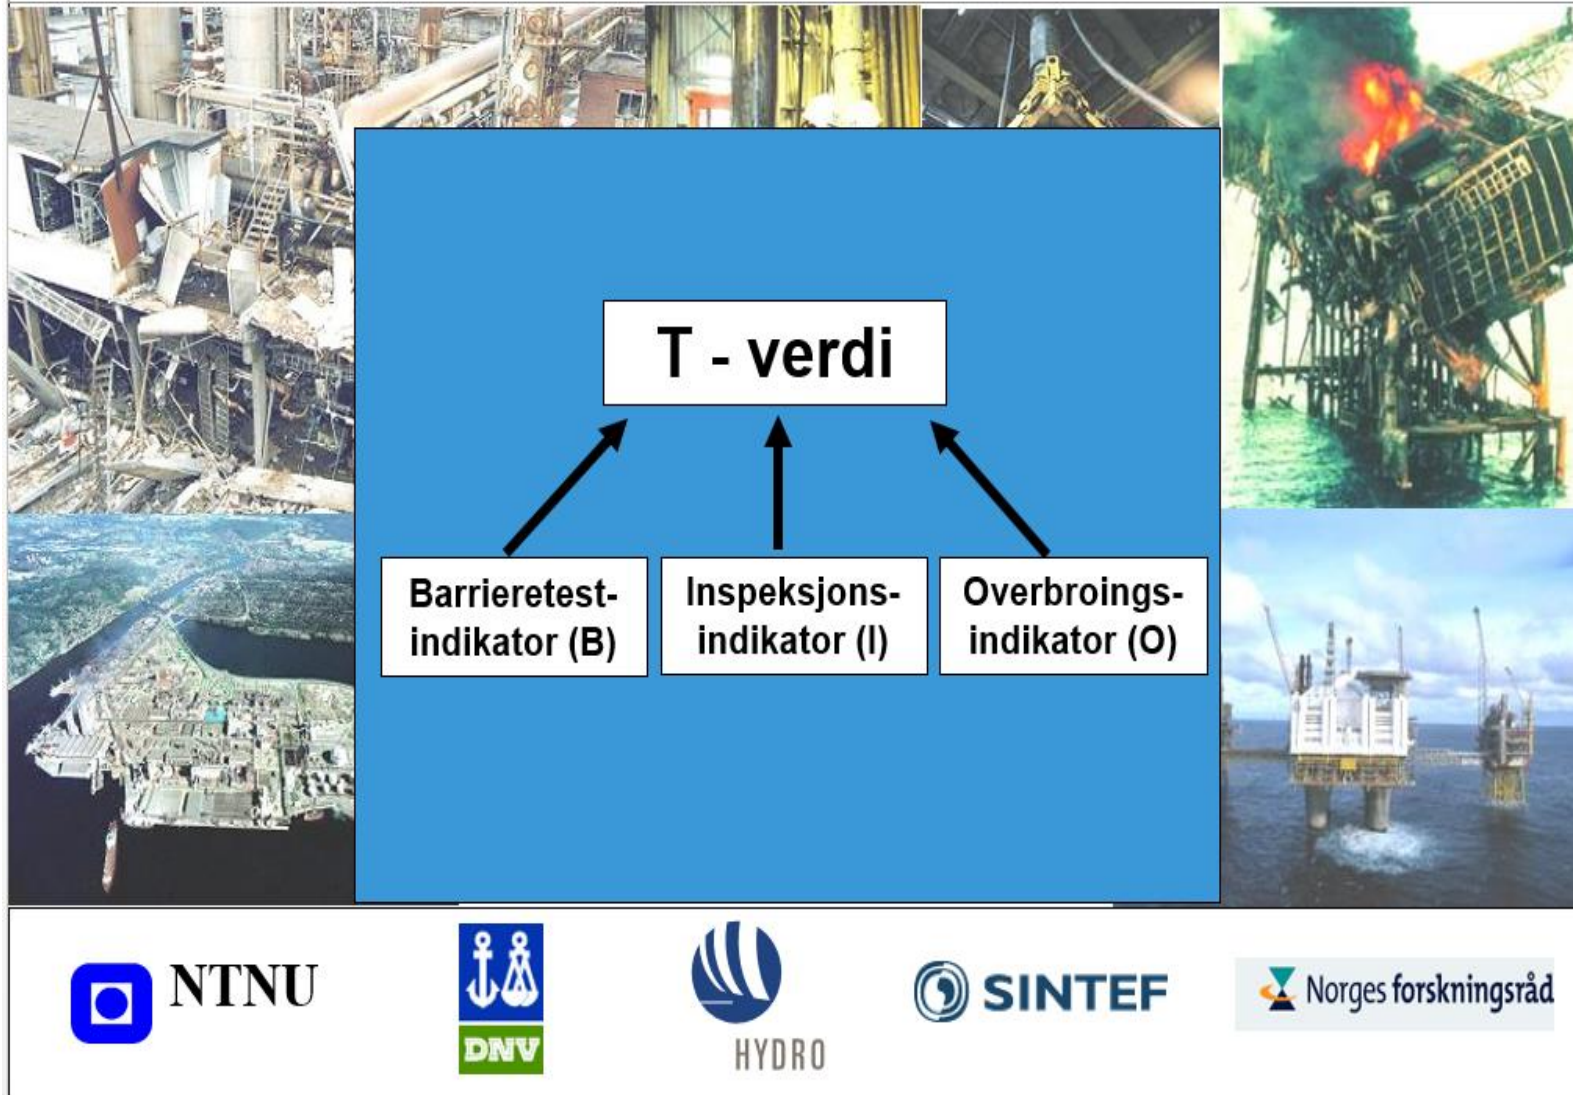 T - verdi
Barrieretest-
indikator (B)
Inspeksjons-
indikator (I)
Overbroings-
indikator (O)
NTNU
DNV
HYDRO
SINTEF
Norges forskningsråd